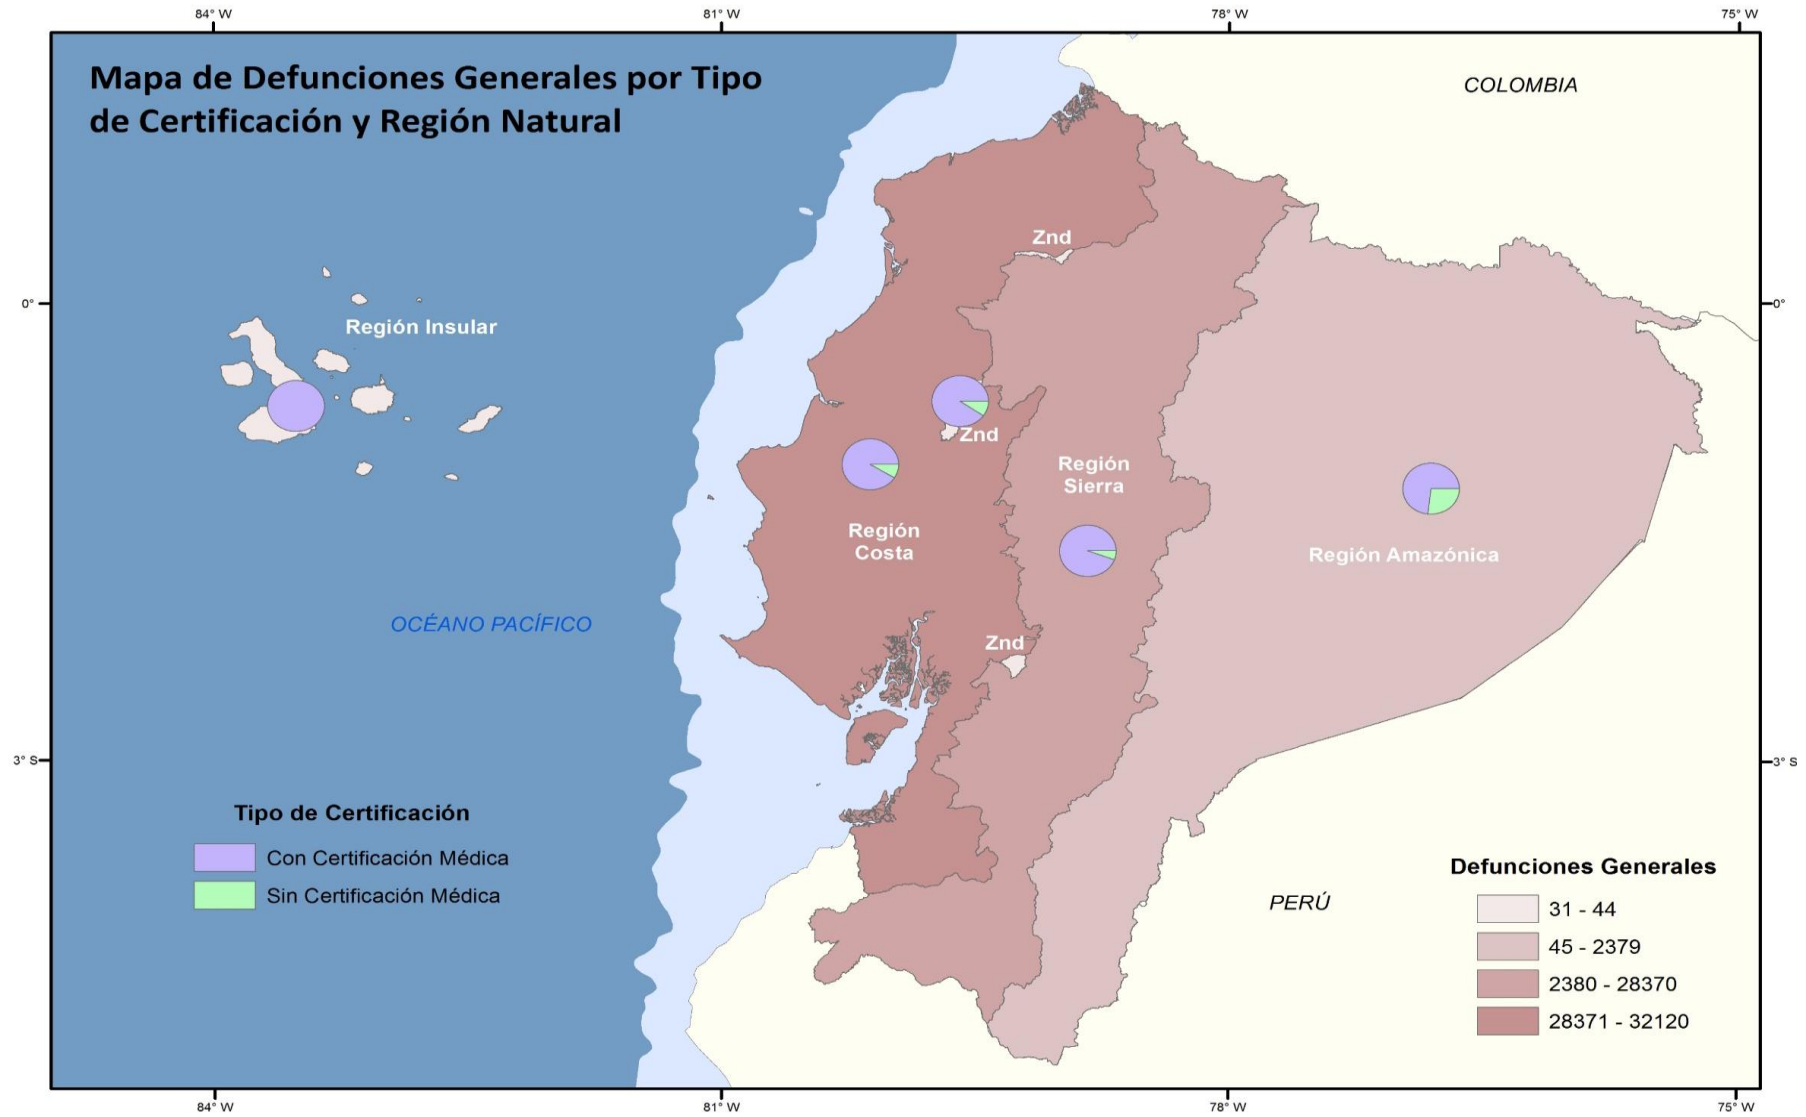 84° W
81° W
78° W
75° W
Mapa de Defunciones Generales por Tipo
de Certificación y Región Natural
COLOMBIA
Znd
0°
0°
Región Insular
Znd
Región
Sierra
Región
Costa
Región Amazónica
OCÉANO PACÍFICO
Znd
3° S
3° S
Tipo de Certificación
Con Certificación Médica
Sin Certificación Médica
PERÚ
Defunciones Generales
31 - 44
45 - 2379
2380 - 28370
28371 - 32120
84° W
81° W
78° W
75° W